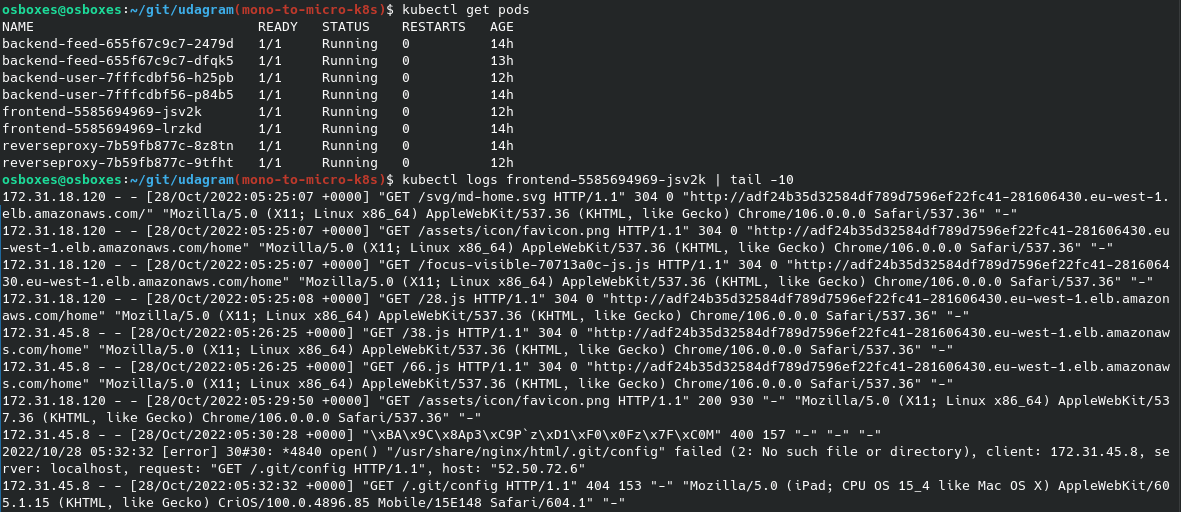 osboxes@osboxes:~/git/udagram(mono-to-micro-k8s)$ kubectl get pods
NAME                            READY   STATUS    RESTARTS   AGE
backend-feed-655f67c9c7-2479d   1/1     Running   0          14h
backend-feed-655f67c9c7-dfqk5   1/1     Running   0          13h
backend-user-7fffcdbf56-h25pb   1/1     Running   0          12h
backend-user-7fffcdbf56-p84b5   1/1     Running   0          14h
frontend-5585694969-jsv2k       1/1     Running   0          12h
frontend-5585694969-lrzkd       1/1     Running   0          14h
reverseproxy-7b59fb877c-8z8tn   1/1     Running   0          14h
reverseproxy-7b59fb877c-9tfht   1/1     Running   0          12h
osboxes@osboxes:~/git/udagram(mono-to-micro-k8s)$ kubectl logs frontend-5585694969-jsv2k | tail -10
172.31.18.120 - - [28/Oct/2022:05:25:07 +0000] "GET /svg/md-home.svg HTTP/1.1" 304 0 "http://adf24b35d32584df789d7596ef22fc41-281606430.eu-west-1.
elb.amazonaws.com/" "Mozilla/5.0 (X11; Linux x86_64) AppleWebKit/537.36 (KHTML, like Gecko) Chrome/106.0.0.0 Safari/537.36" "-"
172.31.18.120 - - [28/Oct/2022:05:25:07 +0000] "GET /assets/icon/favicon.png HTTP/1.1" 304 0 "http://adf24b35d32584df789d7596ef22fc41-281606430.eu
-west-1.elb.amazonaws.com/home" "Mozilla/5.0 (X11; Linux x86_64) AppleWebKit/537.36 (KHTML, like Gecko) Chrome/106.0.0.0 Safari/537.36" "-"
172.31.18.120 - - [28/Oct/2022:05:25:07 +0000] "GET /focus-visible-70713a0c-js.js HTTP/1.1" 304 0 "http://adf24b35d32584df789d7596ef22fc41-2816064
30.eu-west-1.elb.amazonaws.com/home" "Mozilla/5.0 (X11; Linux x86_64) AppleWebKit/537.36 (KHTML, like Gecko) Chrome/106.0.0.0 Safari/537.36" "-"
172.31.18.120 - - [28/Oct/2022:05:25:08 +0000] "GET /28.js HTTP/1.1" 304 0 "http://adf24b35d32584df789d7596ef22fc41-281606430.eu-west-1.elb.amazon
aws.com/home" "Mozilla/5.0 (X11; Linux x86_64) AppleWebKit/537.36 (KHTML, like Gecko) Chrome/106.0.0.0 Safari/537.36" "-"
172.31.45.8 - - [28/Oct/2022:05:26:25 +0000] "GET /38.js HTTP/1.1" 304 0 "http://adf24b35d32584df789d7596ef22fc41-281606430.eu-west-1.elb.amazonaw
s.com/home" "Mozilla/5.0 (X11; Linux x86_64) AppleWebKit/537.36 (KHTML, like Gecko) Chrome/106.0.0.0 Safari/537.36" "-"
172.31.45.8 - - [28/Oct/2022:05:26:25 +0000] "GET /66.js HTTP/1.1" 304 0 "http://adf24b35d32584df789d7596ef22fc41-281606430.eu-west-1.elb.amazonaw
s.com/home" "Mozilla/5.0 (X11; Linux x86_64) AppleWebKit/537.36 (KHTML, like Gecko) Chrome/106.0.0.0 Safari/537.36" "-"
172.31.18.120 - - [28/Oct/2022:05:29:50 +0000] "GET /assets/icon/favicon.png HTTP/1.1" 200 930 "-" "Mozilla/5.0 (X11; Linux x86_64) AppleWebKit/53
7.36 (KHTML, like Gecko) Chrome/106.0.0.0 Safari/537.36" "-"
172.31.45.8 - - [28/Oct/2022:05:30:28 +0000] "\xBA\x9C\x8Ap3\xC9P`z\xD1\xF0\x0Fz\x7F\xC0M" 400 157 "-" "-" "-"
2022/10/28 05:32:32 [error] 30#30: *4840 open() "/usr/share/nginx/html/.git/config" failed (2: No such file or directory), client: 172.31.45.8, se
rver: localhost, request: "GET /.git/config HTTP/1.1", host: "52.50.72.6"
172.31.45.8 - - [28/Oct/2022:05:32:32 +0000] "GET /.git/config HTTP/1.1" 404 153 "-" "Mozilla/5.0 (iPad; CPU OS 15_4 like Mac OS X) AppleWebKit/60
5.1.15 (KHTML, like Gecko) CriOS/100.0.4896.85 Mobile/15E148 Safari/604.1" "-"